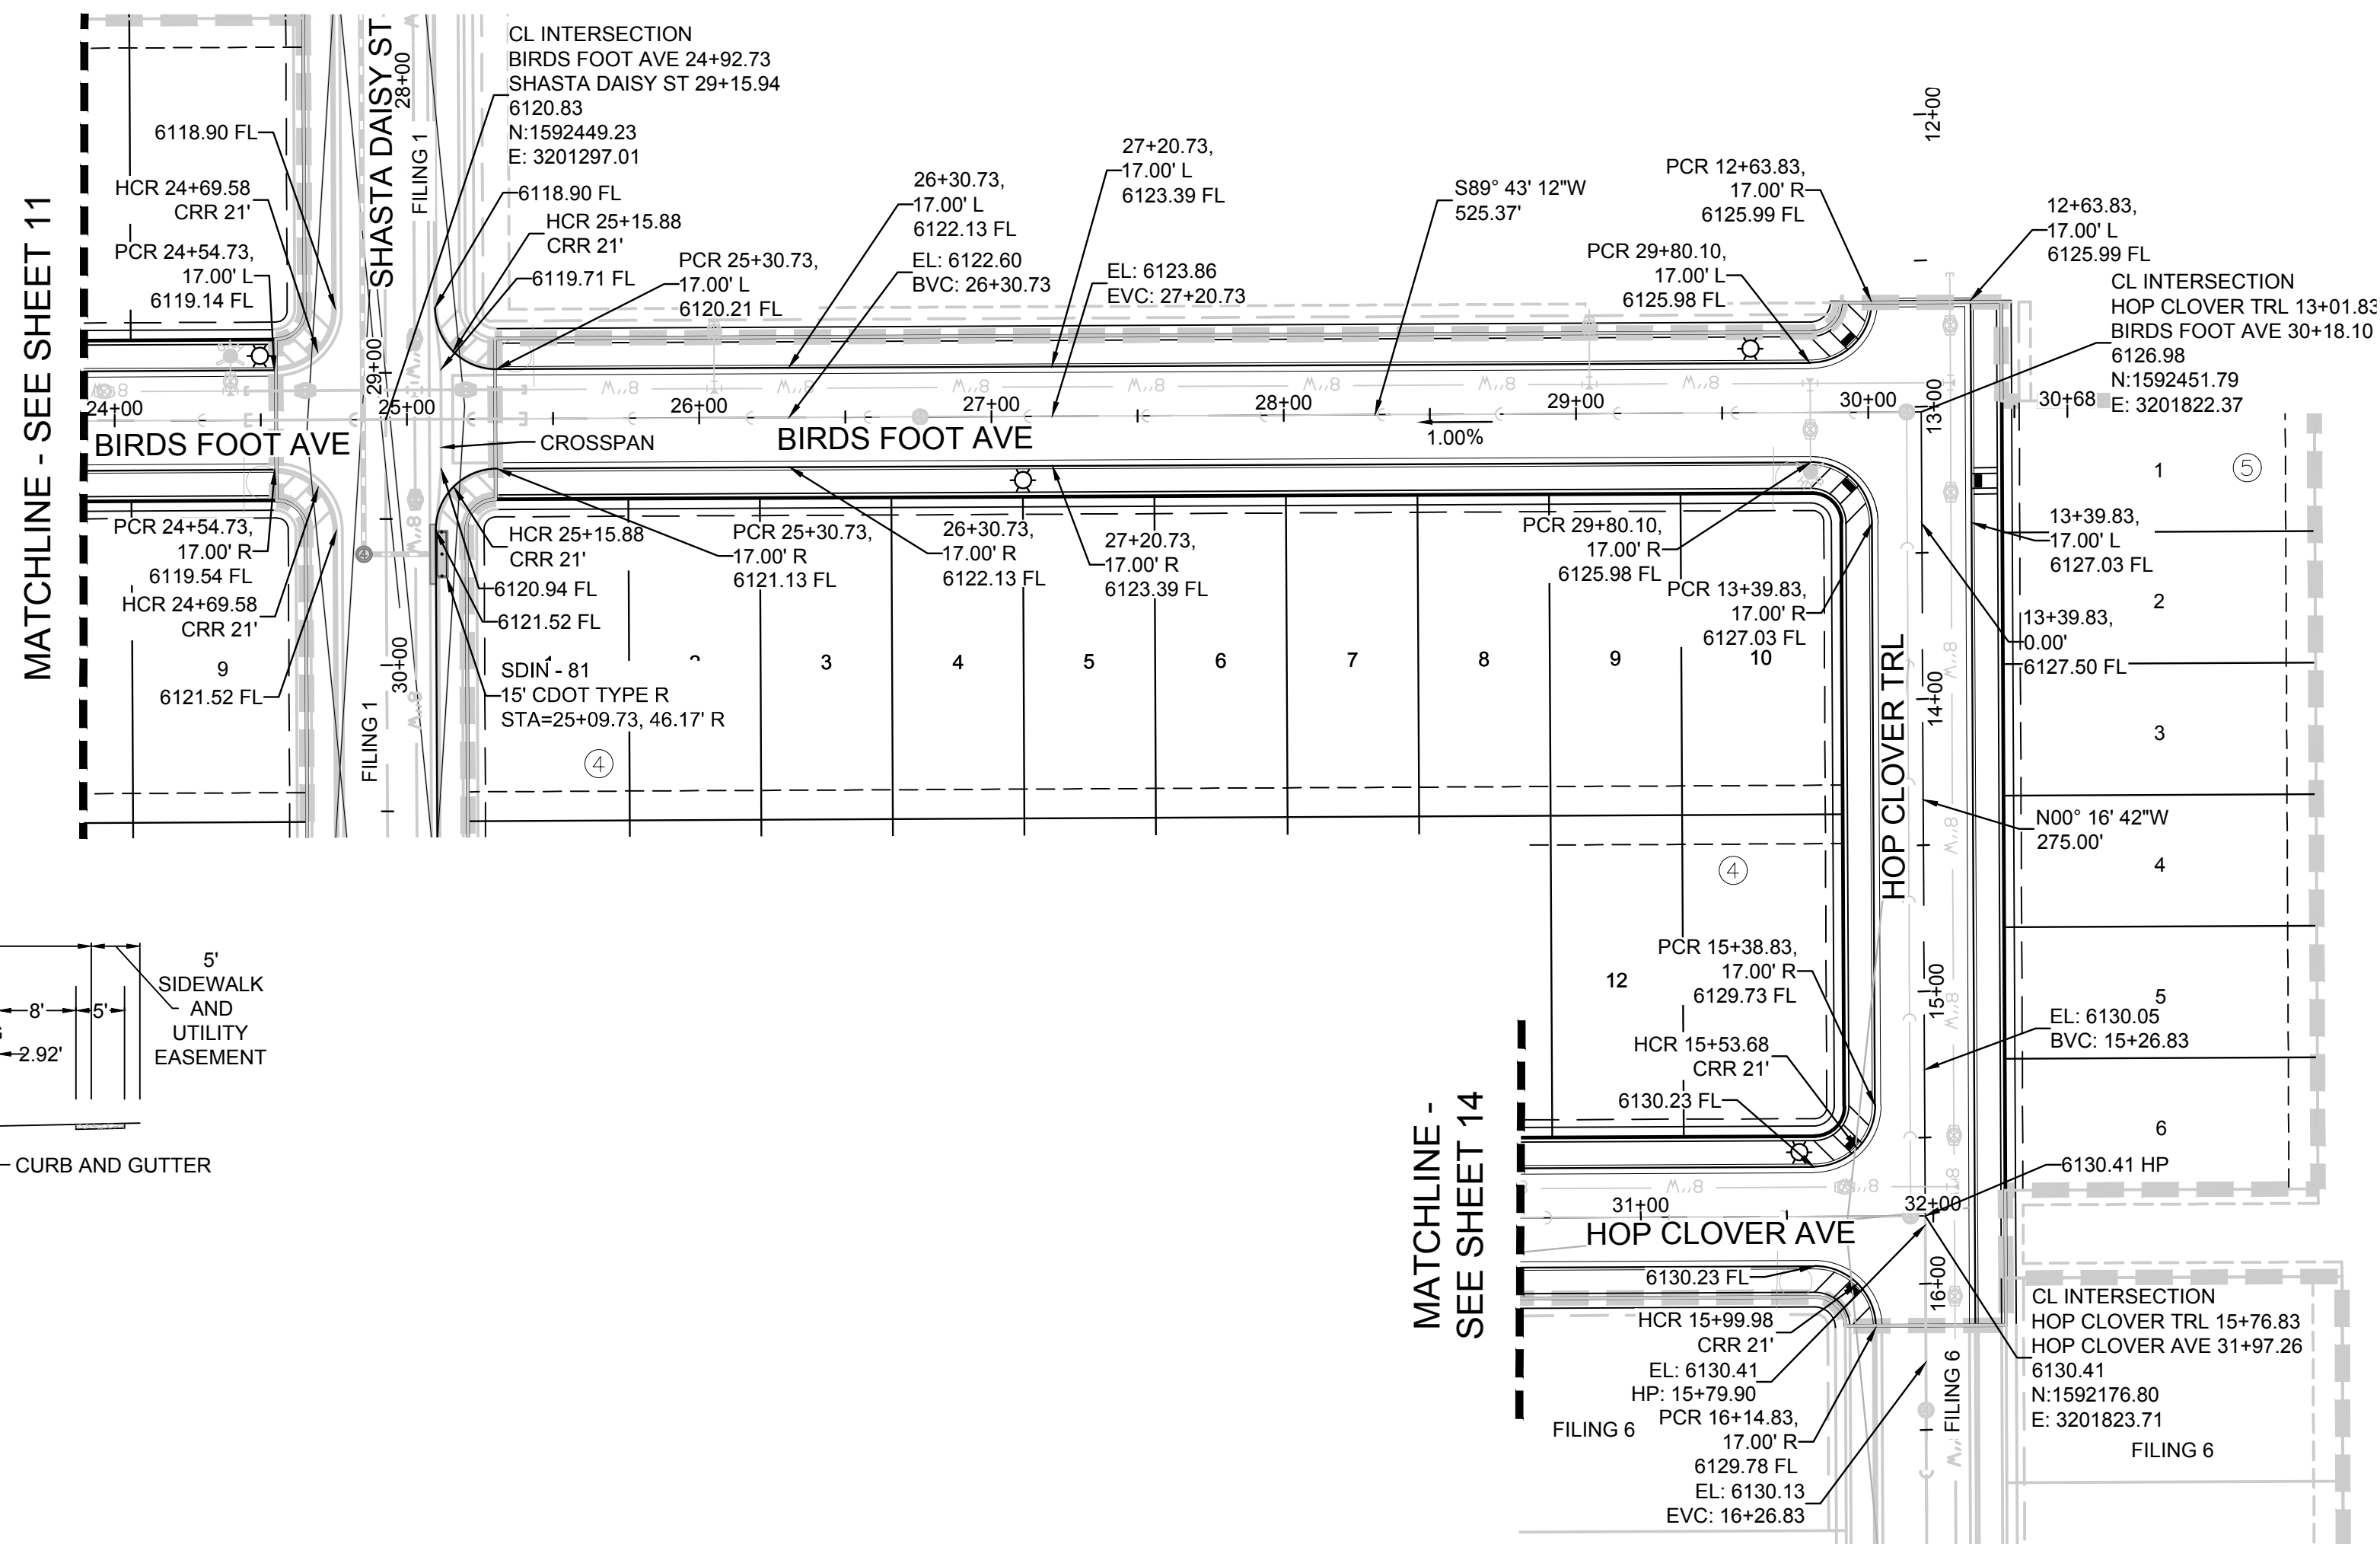 MATCHLINE - SEE SHEET 11
SHASTA DAISY ST
28+00
FILING 1
CL INTERSECTION
BIRDS FOOT AVE 24+92.73
SHASTA DAISY ST 29+15.94
6120.83
N:1592449.23
E: 3201297.01
6118.90 FL
HCR 24+69.58
CRR 21'
PCR 24+54.73,
17.00' L
6119.14 FL
6118.90 FL
HCR 25+15.88
CRR 21'
6119.71 FL
PCR 25+30.73,
17.00' L
6120.21 FL
26+30.73,
17.00' L
6122.13 FL
EL: 6122.60
BVC: 26+30.73
27+20.73,
17.00' L
6123.39 FL
EL: 6123.86
EVC: 27+20.73
S89° 43' 12"W
525.37'
PCR 12+63.83,
17.00' R
6125.99 FL
PCR 29+80.10,
17.00' L
6125.98 FL
12+00
12+63.83,
17.00' L
6125.99 FL
CL INTERSECTION
HOP CLOVER TRL 13+01.83
BIRDS FOOT AVE 30+18.10
6126.98
N:1592451.79
E: 3201822.37
24+00
29+00
25+00
26+00
27+00
28+00
29+00
30+00
13+00
30+68
8"W
8"W
8"W
8"W
8"W
8"W
8"W
8"W
BIRDS FOOT AVE
CROSSPAN
BIRDS FOOT AVE
1.00%
1
5
PCR 24+54.73,
17.00' R
6119.54 FL
HCR 24+69.58
CRR 21'
9
6121.52 FL
8"W
HCR 25+15.88
CRR 21'
6120.94 FL
6121.52 FL
PCR 25+30.73,
17.00' R
6121.13 FL
26+30.73,
17.00' R
6122.13 FL
27+20.73,
17.00' R
6123.39 FL
PCR 29+80.10,
17.00' R
6125.98 FL
PCR 13+39.83,
17.00' R
6127.03 FL
13+39.83,
17.00' L
6127.03 FL
2
13+39.83,
0.00'
6127.50 FL
30+00
FILING 1
8"W
SDIN - 81
15' CDOT TYPE R
STA=25+09.73, 46.17' R
3
4
5
6
7
8
9
10
4
HOP CLOVER TRL
8"W
14+00
3
N00° 16' 42"W
275.00'
8"W
4
4
5'
SIDEWALK
AND
UTILITY
EASEMENT
8'
5'
2.92'
CURB AND GUTTER
12
PCR 15+38.83,
17.00' R
6129.73 FL
15+00
8"W
5
EL: 6130.05
BVC: 15+26.83
HCR 15+53.68
CRR 21'
6130.23 FL
6
6130.41 HP
MATCHLINE -
SEE SHEET 14
8"W
8"W
8"W
31+00
32+00
HOP CLOVER AVE
6130.23 FL
16+00
HCR 15+99.98
CRR 21'
EL: 6130.41
HP: 15+79.90
PCR 16+14.83,
17.00' R
6129.78 FL
EL: 6130.13
EVC: 16+26.83
FILING 6
FILING 6
CL INTERSECTION
HOP CLOVER TRL 15+76.83
HOP CLOVER AVE 31+97.26
6130.41
N:1592176.80
E: 3201823.71
FILING 6